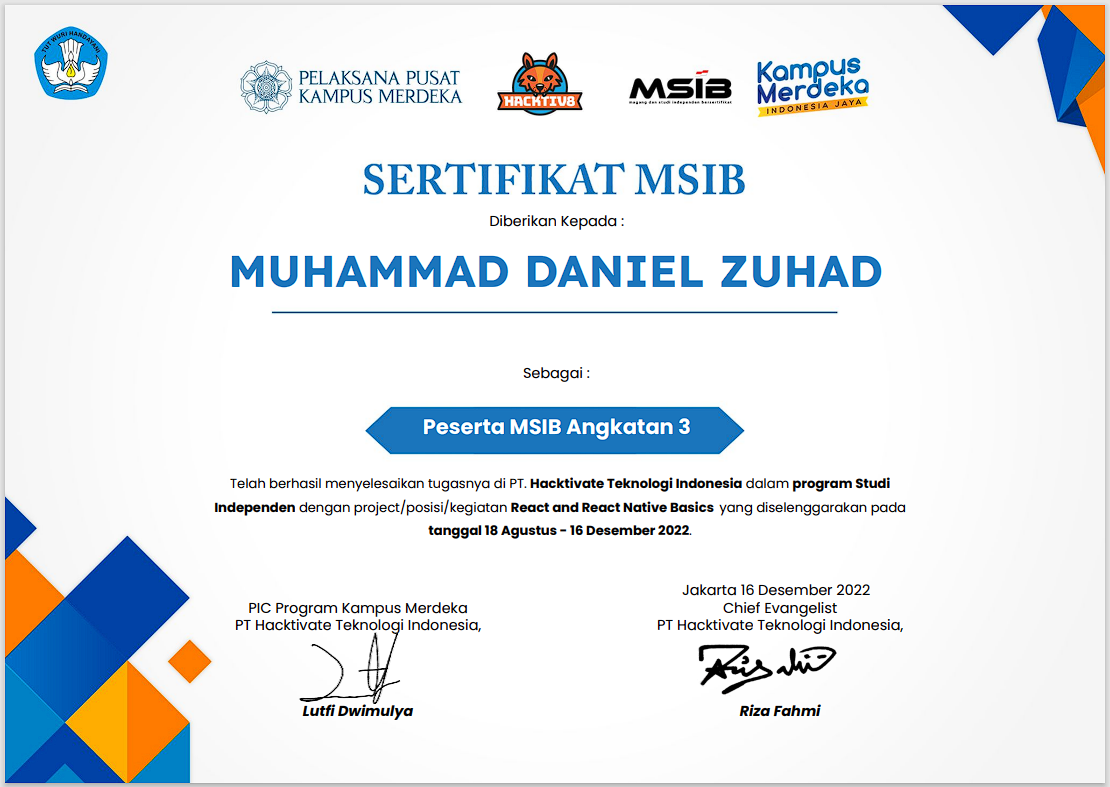 TUT WURI HANDAYANI
PELAKSANA PUSAT
KAMPUS MERDEKA
HACKTIV8
MSIB
magang dan studi independen bersertifikat
Kampus
Merdeka
INDONESIA JAYA
SERTIFIKAT MSIB
Diberikan Kepada :
MUHAMMAD DANIEL ZUHAD
Sebagai :
Peserta MSIB Angkatan 3
Telah berhasil menyelesaikan tugasnya di PT. Hacktivate Teknologi Indonesia dalam program Studi
Independen dengan project/posisi/kegiatan React and React Native Basics yang diselenggarakan pada
tanggal 18 Agustus - 16 Desember 2022.
Jakarta 16 Desember 2022
PIC Program Kampus Merdeka
PT Hacktivate Teknologi Indonesia,
Lutfi Dwimulya
Chief Evangelist
PT Hacktivate Teknologi Indonesia,
Riza Fahmi